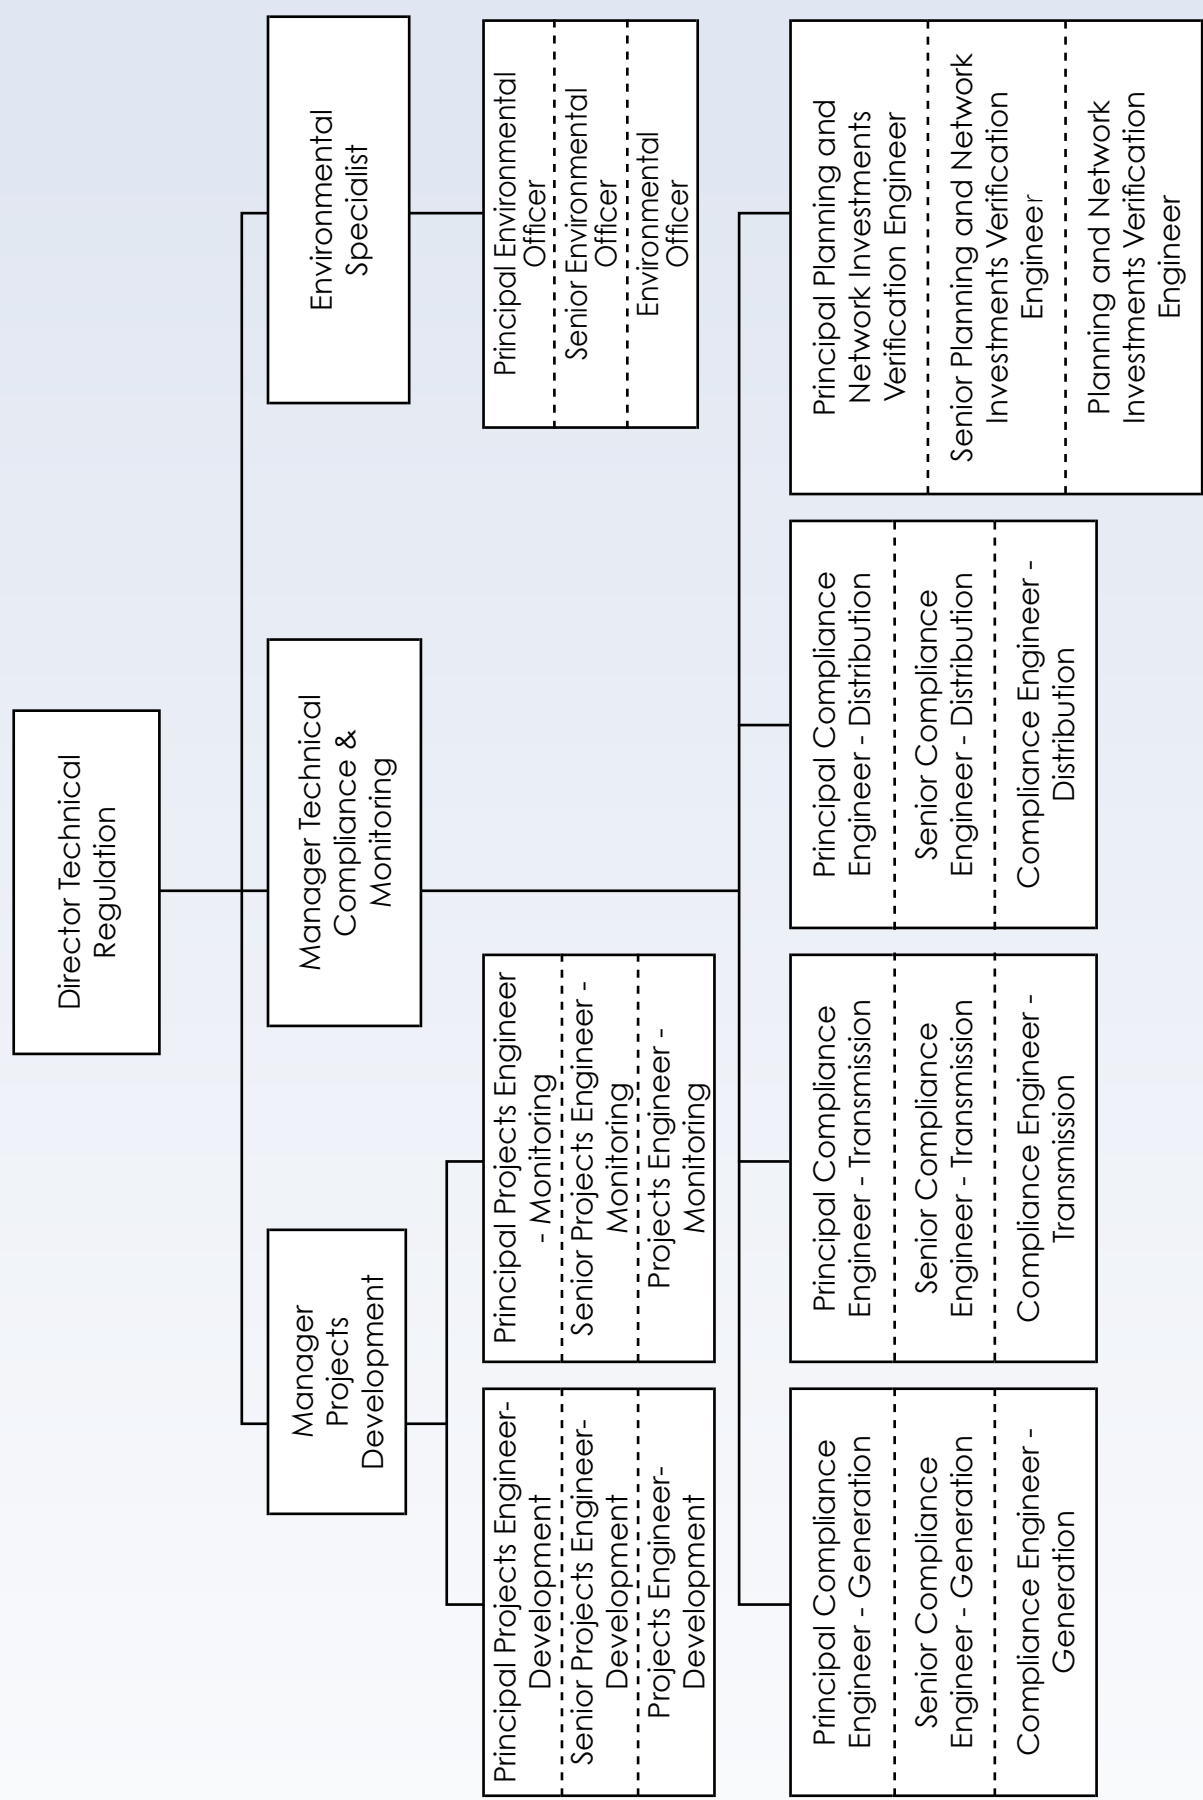 Director Technical
Regulation
Manager
Projects
Development
Manager Technical
Compliance &
Monitoring
Environmental
Specialist
Principal Projects Engineer-
Development
Senior Projects Engineer-
Development
Projects Engineer-
Development
Principal Projects Engineer
- Monitoring
Senior Projects Engineer -
Monitoring
Projects Engineer -
Monitoring
Principal Environmental
Officer
Senior Environmental
Officer
Environmental
Officer
Principal Compliance
Engineer - Generation
Senior Compliance
Engineer - Generation
Compliance Engineer -
Generation
Principal Compliance
Engineer - Transmission
Senior Compliance
Engineer - Transmission
Compliance Engineer -
Transmission
Principal Compliance
Engineer - Distribution
Senior Compliance
Engineer - Distribution
Compliance Engineer -
Distribution
Principal Planning and
Network Investments
Verification Engineer
Senior Planning and Network
Investments Verification
Engineer
Planning and Network
Investments Verification
Engineer